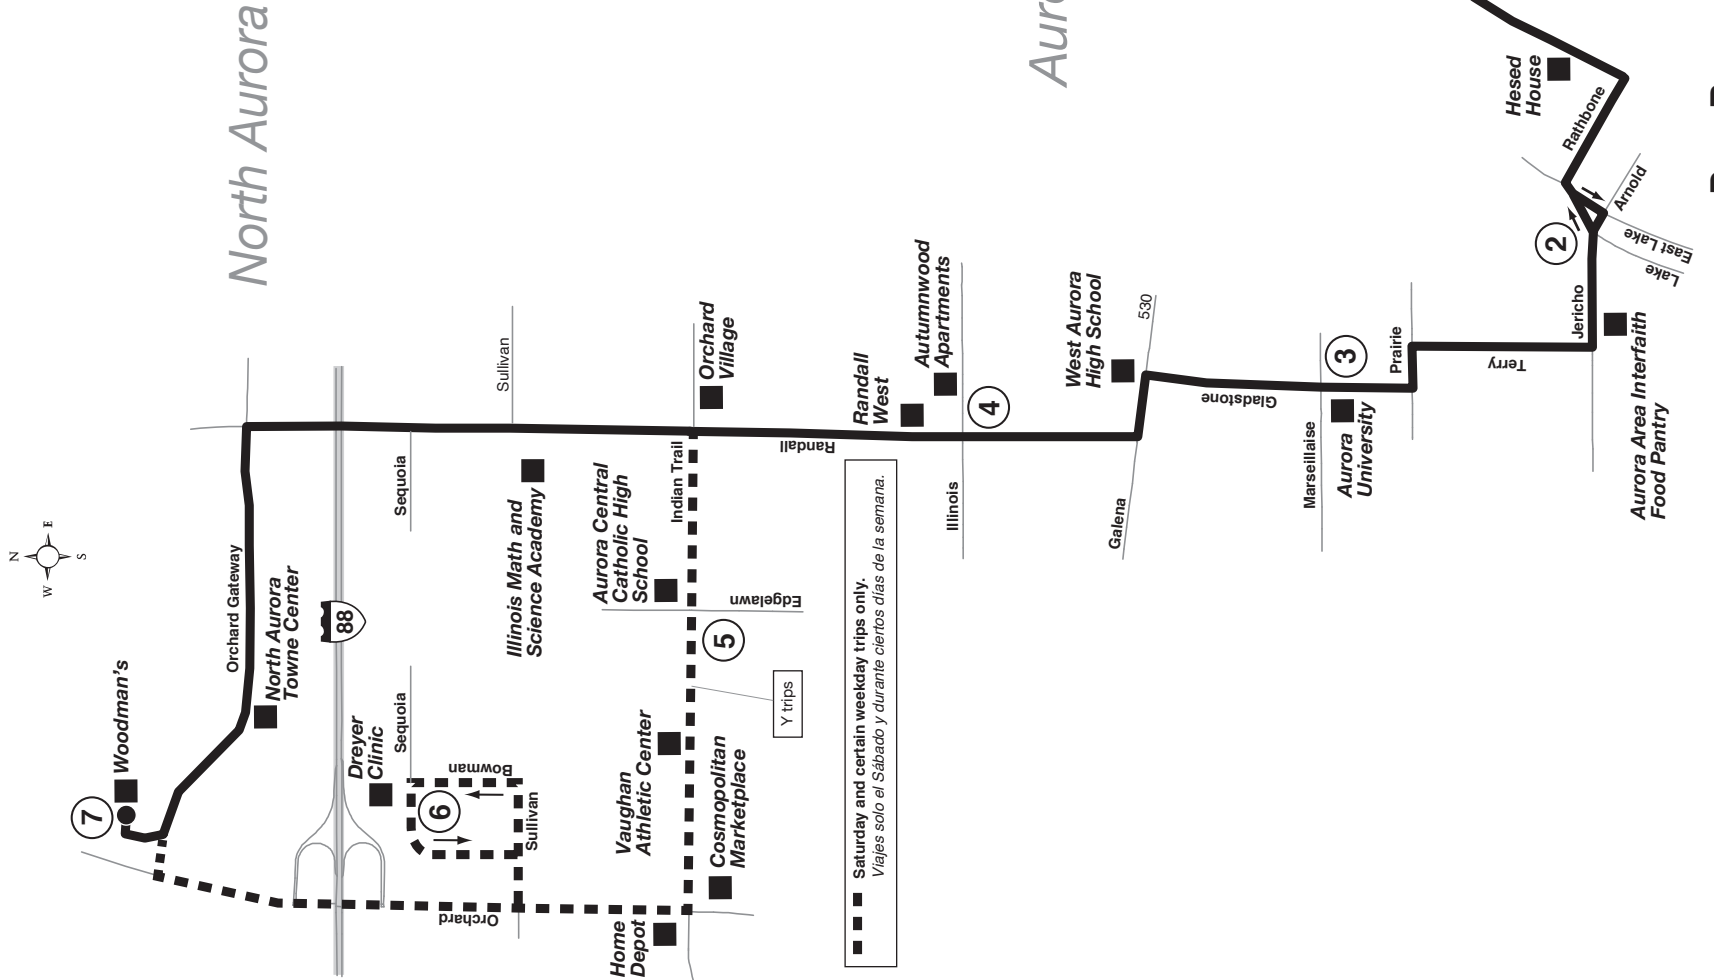 North Aurora
Auro
N
W
E
S
7
Woodman's
Orchard Gateway
North Aurora
Towne Center
88
Dreyer
Clinic
Sequoia
Sequoia
Sullivan
Bowman
6
Sullivan
Orchard
Illinois Math and
Science Academy
Aurora Central
Catholic High
School
Indian Trail
Edgelawn
5
Y trips
Vaughan
Athletic Center
Cosmopolitan
Marketplace
Home
Depot
Orchard
Village
Randall
Randall
West
Autumnwood
Apartments
4
Illinois
Saturday and certain weekday trips only.
Viajes solo el Sábado y durante ciertos días de la semana.
West Aurora
High School
530
Galena
Gladstone
Marseillaise
3
Aurora
University
Prairie
Terry
Jericho
Aurora Area Interfaith
Food Pantry
2
Lake
East Lake
Arnold
Rathbone
Hesed
House